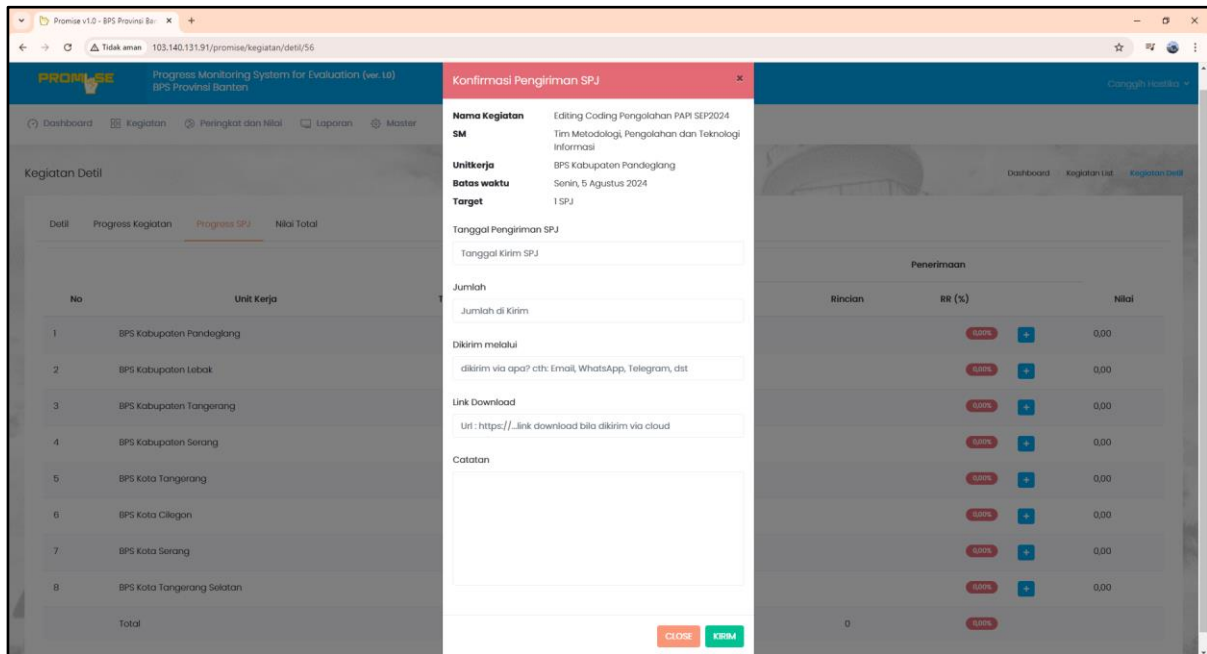 Promise v1.0 - BPS Provinsi Ban
Tidak aman 103.140.131.91/promise/kegiatan/detil/56
PROMISE
Progress Monitoring System for Evaluation (ver. 1.0)
BPS Provinsi Banten
Canggih Hastika
Dashboard Kegiatan Peringkat dan Nilai Laporan Master
Kegiatan Detil
Dashboard Kegiatan List Kegiatan Detil
Detil Progress Kegiatan Progress SPJ Nilai Total
Penerimaan
No Unit Kerja T Rincian RR (%) Nilai
1 BPS Kabupaten Pandeglang 0,00% + 0,00
2 BPS Kabupaten Lebak 0,00% + 0,00
3 BPS Kabupaten Tangerang 0,00% + 0,00
4 BPS Kabupaten Serang 0,00% + 0,00
5 BPS Kota Tangerang 0,00% + 0,00
6 BPS Kota Cilegon 0,00% + 0,00
7 BPS Kota Serang 0,00% + 0,00
8 BPS Kota Tangerang Selatan 0,00% + 0,00
Total 0 0,00%
Konfirmasi Pengiriman SPJ ×
Nama Kegiatan Editing Coding Pengolahan PAPI SEP2024
SM Tim Metodologi, Pengolahan dan Teknologi
Informasi
Unitkerja BPS Kabupaten Pandeglang
Batas waktu Senin, 5 Agustus 2024
Target 1 SPJ
Tanggal Pengiriman SPJ
Tanggal Kirim SPJ
Jumlah
Jumlah di Kirim
Dikirim melalui
dikirim via apa? cth: Email, WhatsApp, Telegram, dst
Link Download
Url : https://...link download bila dikirim via cloud
Catatan
CLOSE KIRIM